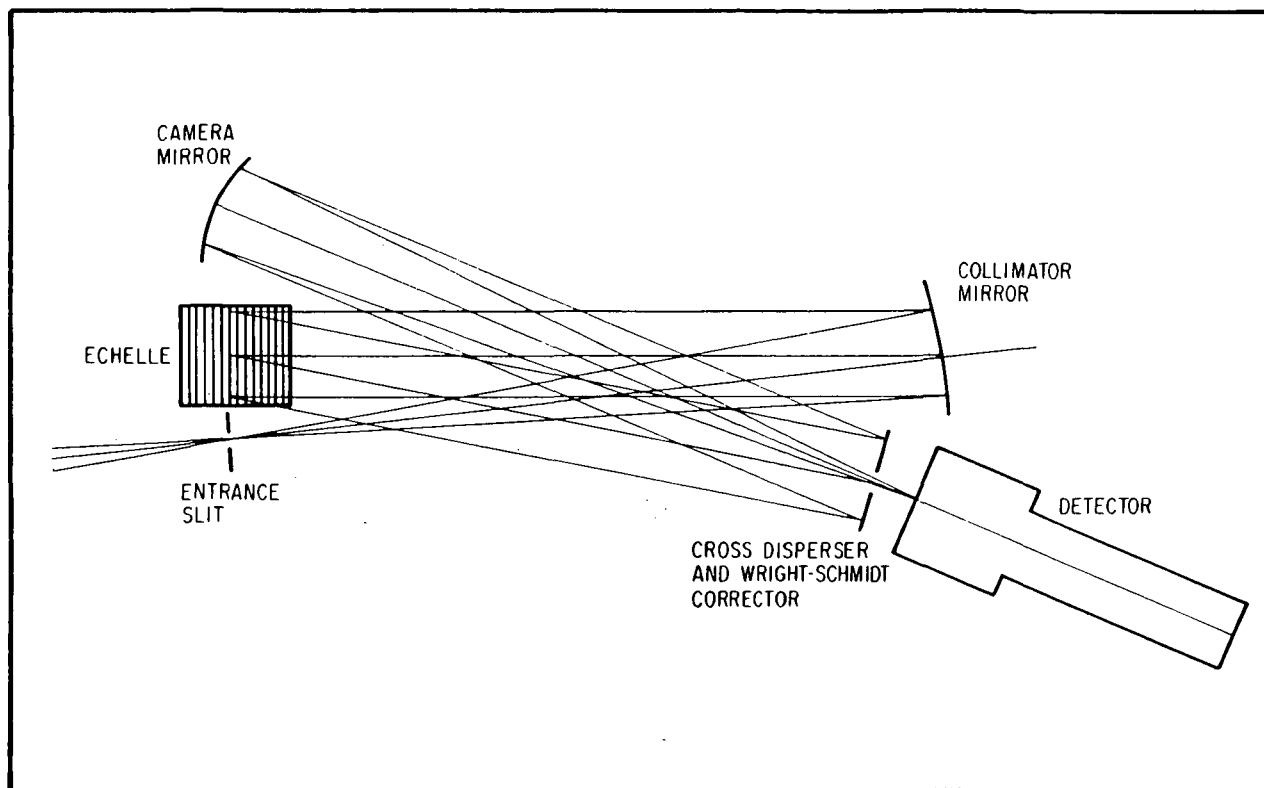 CAMERA
MIRROR
COLLIMATOR
MIRROR
ECHELLE
ENTRANCE
SLIT
DETECTOR
CROSS DISPERSER
AND WRIGHT-SCHMIDT
CORRECTOR